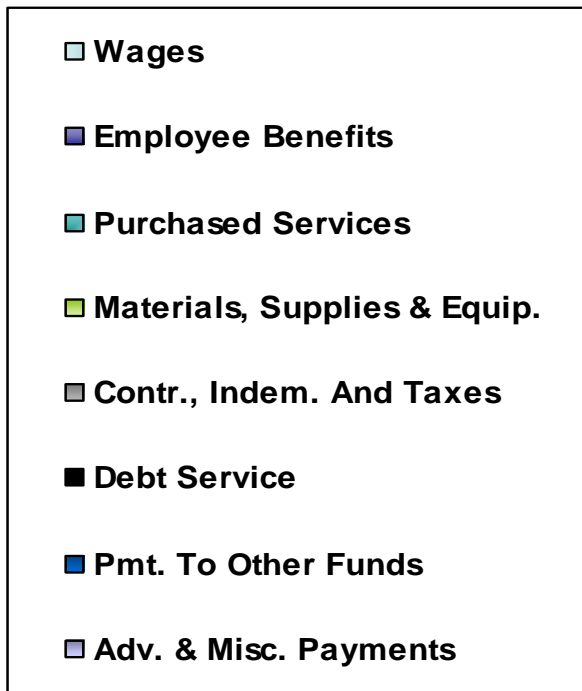 Wages
Employee Benefits
Purchased Services
Materials, Supplies & Equip.
Contr., Indem. And Taxes
Debt Service
Pmt. To Other Funds
Adv. & Misc. Payments